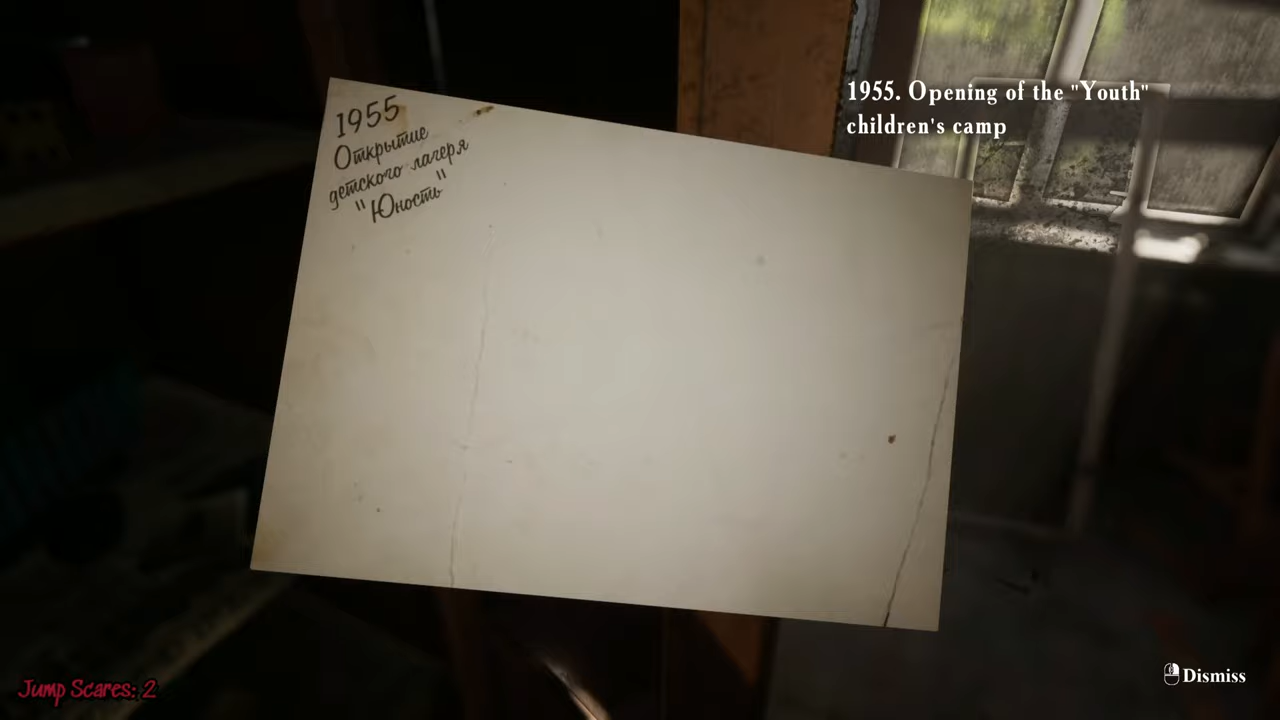 1955
Открытие
детского лагеря
"Юность"
1955. Opening of the "Youth"
children's camp
Jump Scares: 2
Dismiss